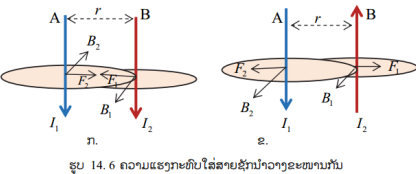 A r B
B₂
F₂ F₁
B₁
I₁ I₂
ກ.
A r B
F₂ F₁
B₂ B₁
I₁ I₂
ຂ.
ຮູບ 14. 6 ຄວາມແຮງກະທົບໃສ່ສາຍຊັກນໍາວາງຂະໜານກັນ